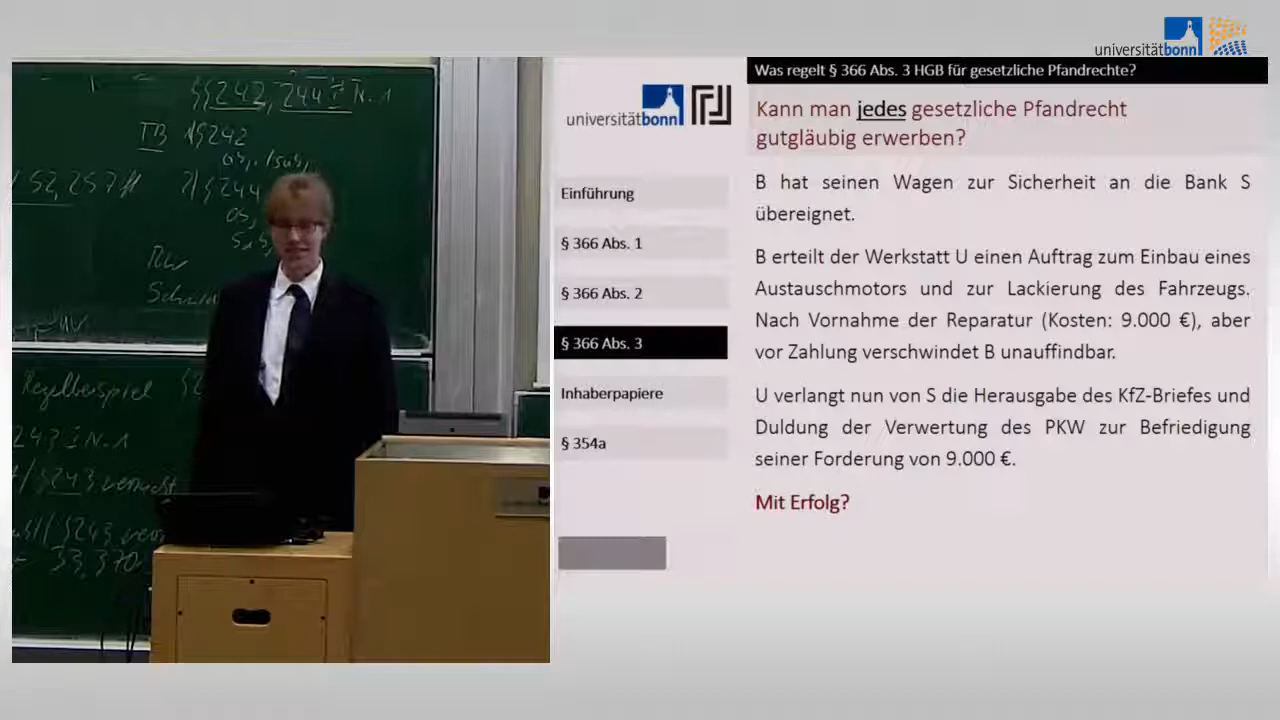 universitätbonn
§§242, 244 I N. 1
TB 1) §242
2) §244
Regelbeispiel
universitätbonn
Einführung
§ 366 Abs. 1
§ 366 Abs. 2
§ 366 Abs. 3
Inhaberpapiere
§ 354a
Was regelt § 366 Abs. 3 HGB für gesetzliche Pfandrechte?
Kann man jedes gesetzliche Pfandrecht
gutgläubig erwerben?
B hat seinen Wagen zur Sicherheit an die Bank S
übereignet.
B erteilt der Werkstatt U einen Auftrag zum Einbau eines
Austauschmotors und zur Lackierung des Fahrzeugs.
Nach Vornahme der Reparatur (Kosten: 9.000 €), aber
vor Zahlung verschwindet B unauffindbar.
U verlangt nun von S die Herausgabe des KfZ-Briefes und
Duldung der Verwertung des PKW zur Befriedigung
seiner Forderung von 9.000 €.
Mit Erfolg?